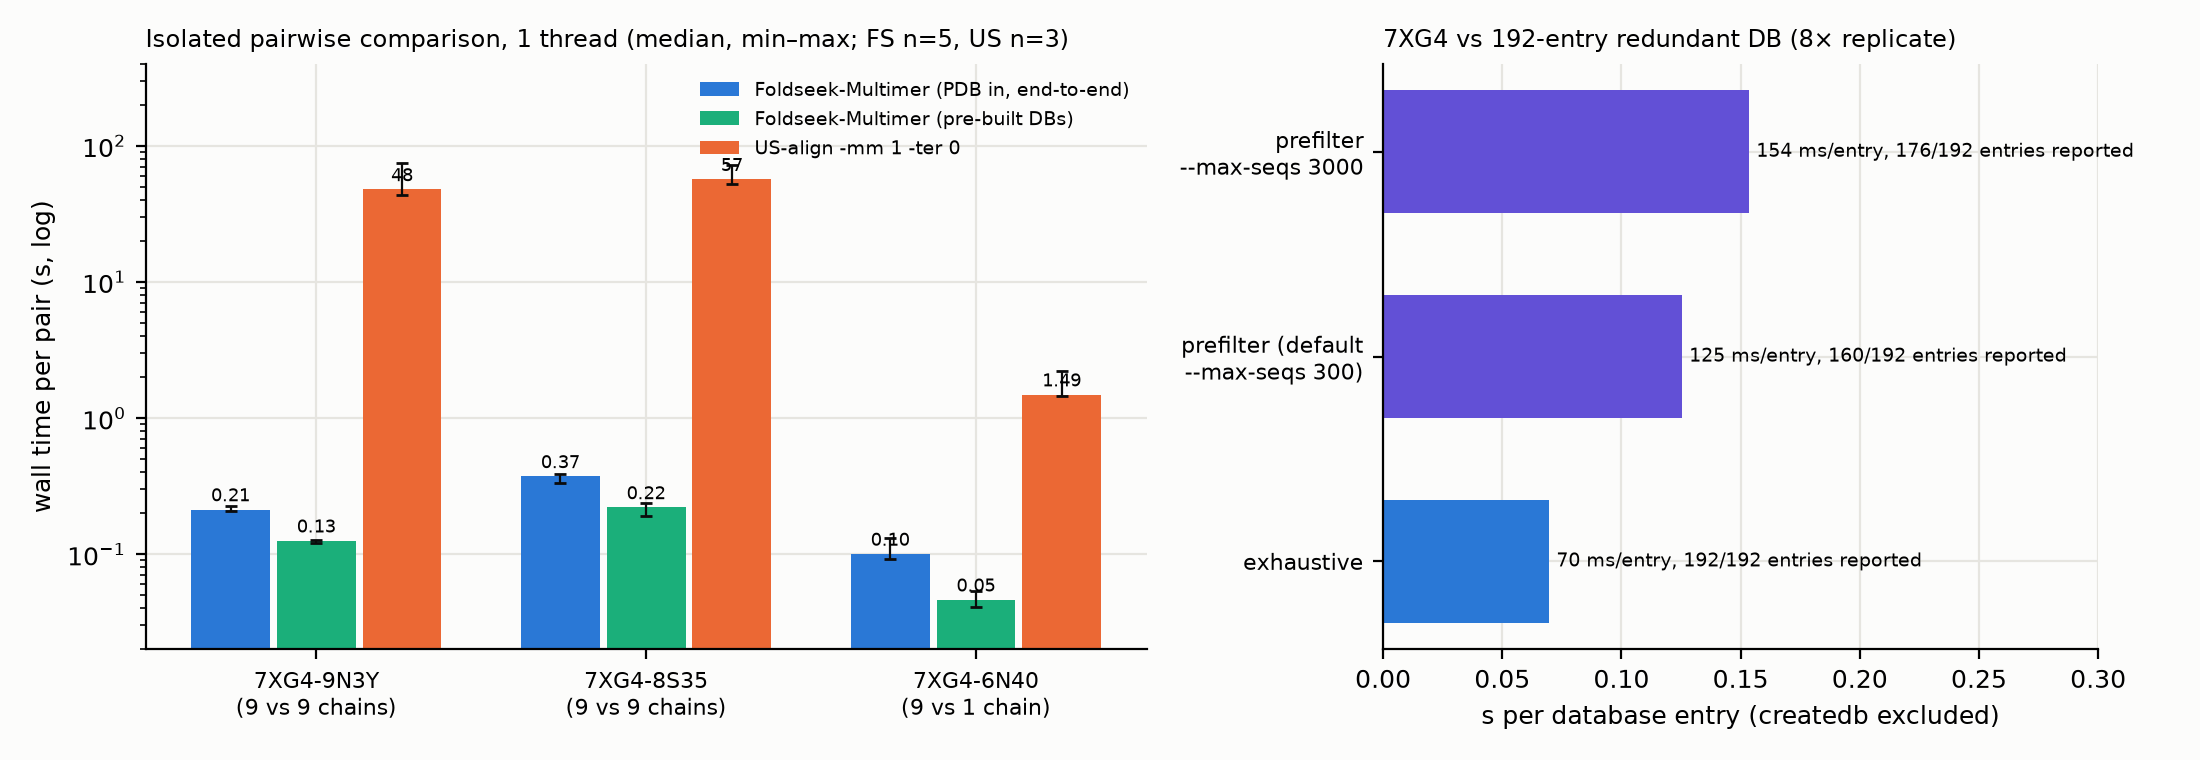 Isolated pairwise comparison, 1 thread (median, min–max; FS n=5, US n=3)
Foldseek-Multimer (PDB in, end-to-end)
Foldseek-Multimer (pre-built DBs)
US-align -mm 1 -ter 0
wall time per pair (s, log)
10²
10¹
10⁰
10⁻¹
0.21
0.13
48
0.37
0.22
57
0.10
0.05
1.49
7XG4-9N3Y
(9 vs 9 chains)
7XG4-8S35
(9 vs 9 chains)
7XG4-6N40
(9 vs 1 chain)
7XG4 vs 192-entry redundant DB (8× replicate)
prefilter
--max-seqs 3000
154 ms/entry, 176/192 entries reported
prefilter (default
--max-seqs 300)
125 ms/entry, 160/192 entries reported
exhaustive
70 ms/entry, 192/192 entries reported
0.00 0.05 0.10 0.15 0.20 0.25 0.30
s per database entry (createdb excluded)